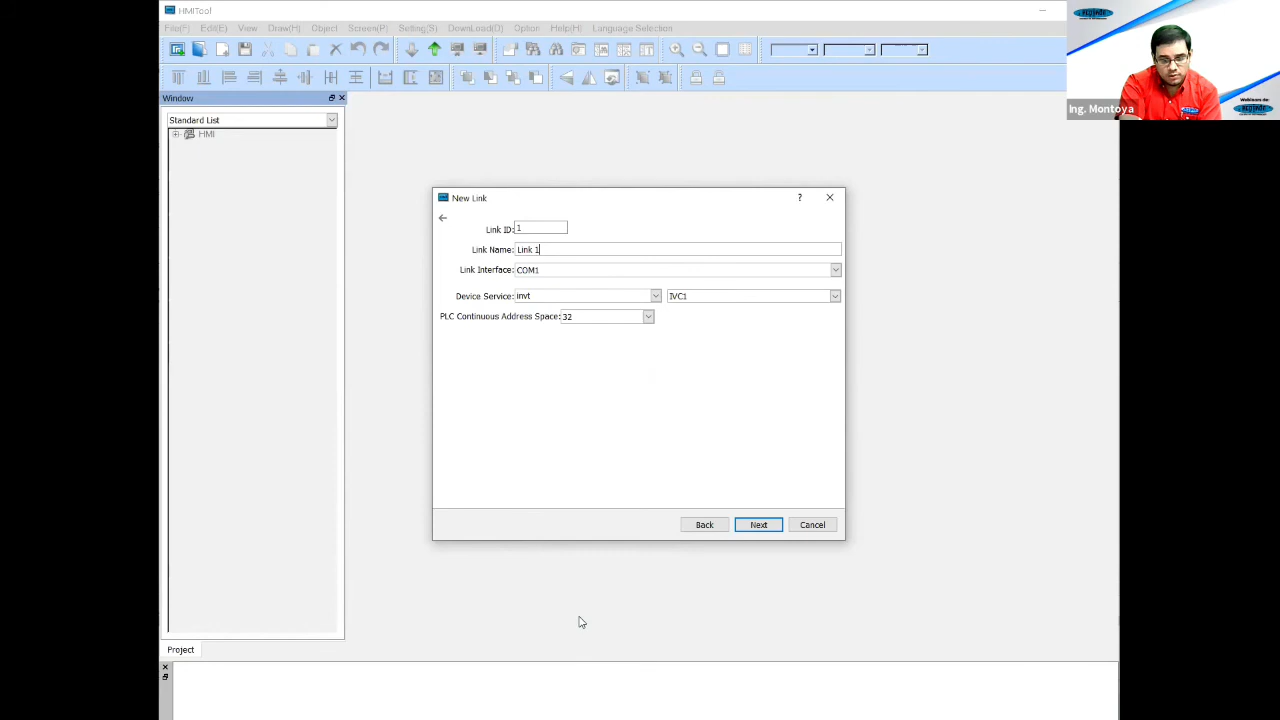 HMITool
File(F) Edit(E) View Draw(H) Object Screen(P) Setting(S) DownLoad(D) Option Help(H) Language Selection
Window
Standard List
HMI
New Link
Link ID: 1
Link Name: Link 1
Link Interface: COM1
Device Service: invt IVC1
PLC Continuous Address Space: 32
Back Next Cancel
Project
Ing. Montoya
Webinars de: